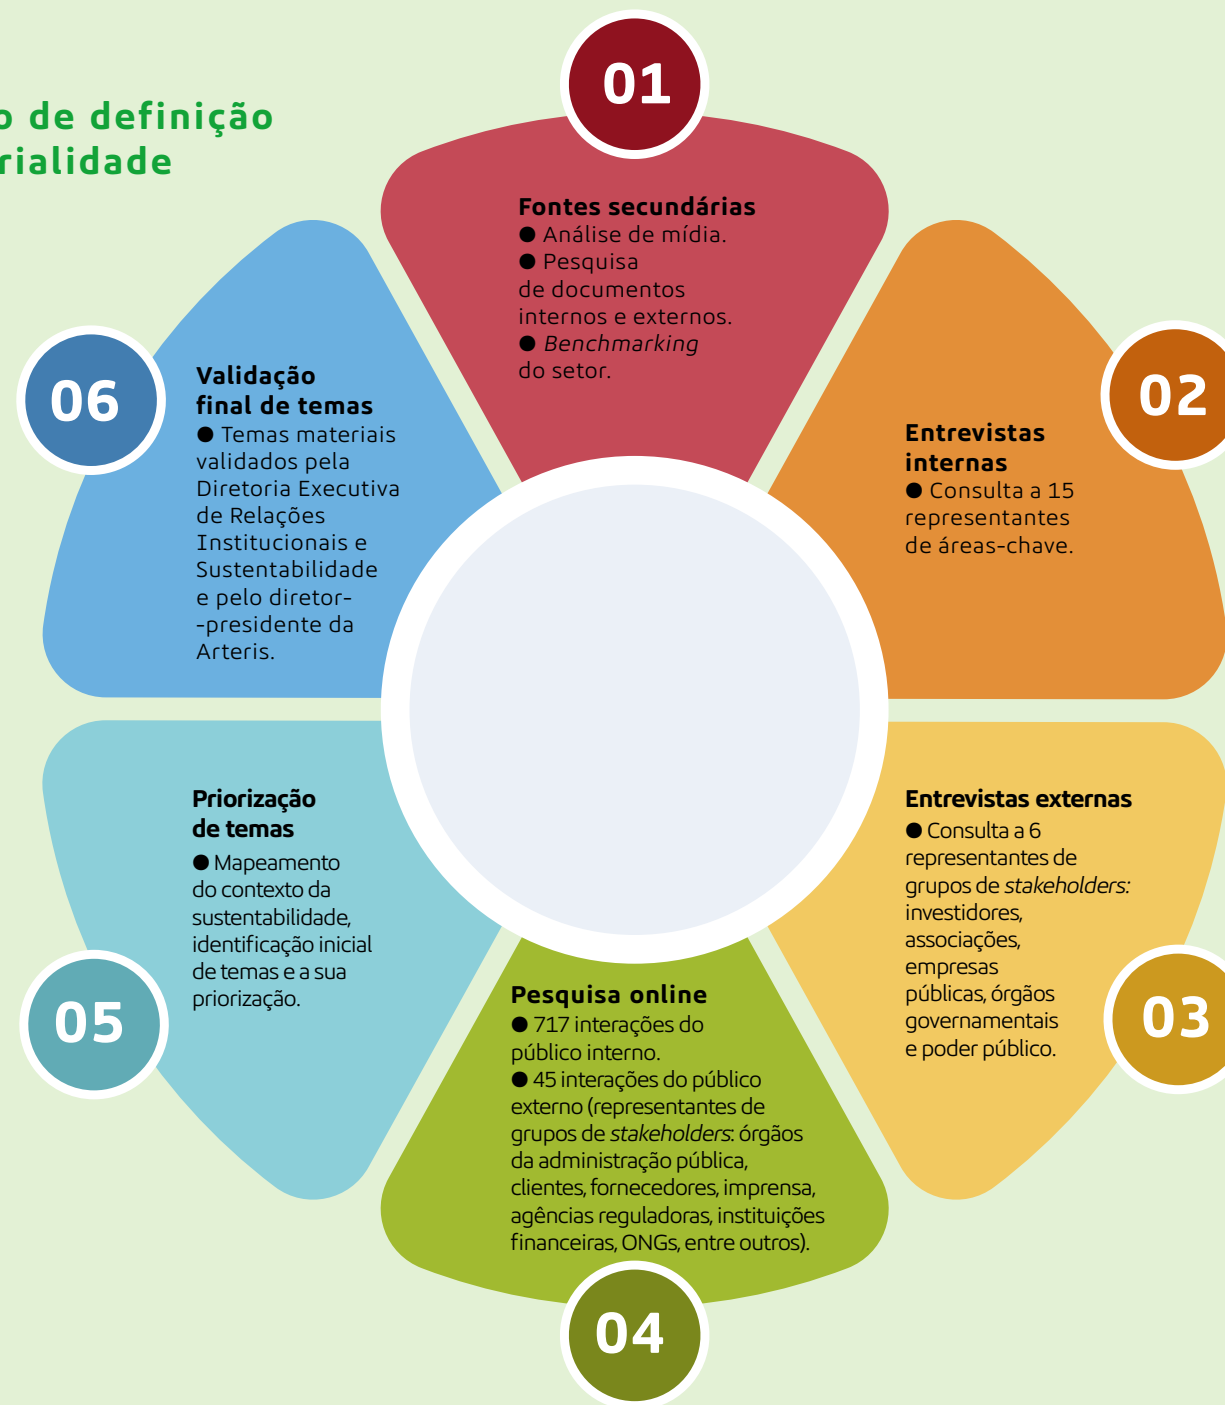 o de definição
rialidade
01
Fontes secundárias
● Análise de mídia.
● Pesquisa
de documentos
internos e externos.
● Benchmarking
do setor.
02
Entrevistas
internas
● Consulta a 15
representantes
de áreas-chave.
03
Entrevistas externas
● Consulta a 6
representantes de
grupos de stakeholders:
investidores,
associações,
empresas
públicas, órgãos
governamentais
e poder público.
04
Pesquisa online
● 717 interações do
público interno.
● 45 interações do público
externo (representantes de
grupos de stakeholders: órgãos
da administração pública,
clientes, fornecedores, imprensa,
agências reguladoras, instituições
financeiras, ONGs, entre outros).
05
Priorização
de temas
● Mapeamento
do contexto da
sustentabilidade,
identificação inicial
de temas e a sua
priorização.
06
Validação
final de temas
● Temas materiais
validados pela
Diretoria Executiva
de Relações
Institucionais e
Sustentabilidade
e pelo diretor-
-presidente da
Arteris.